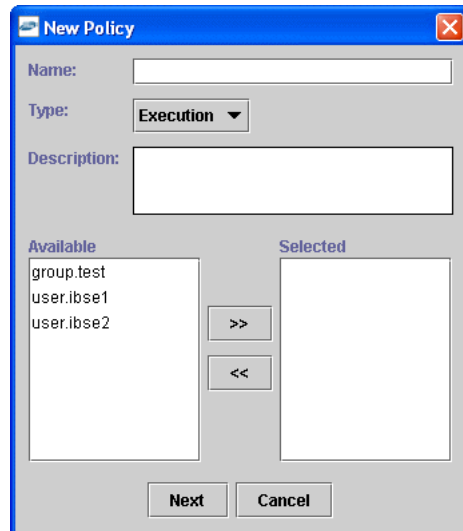 New Policy
Name:
Type: Execution
Description:
Available Selected
group.test
user.ibse1
user.ibse2
>>
<<
Next Cancel